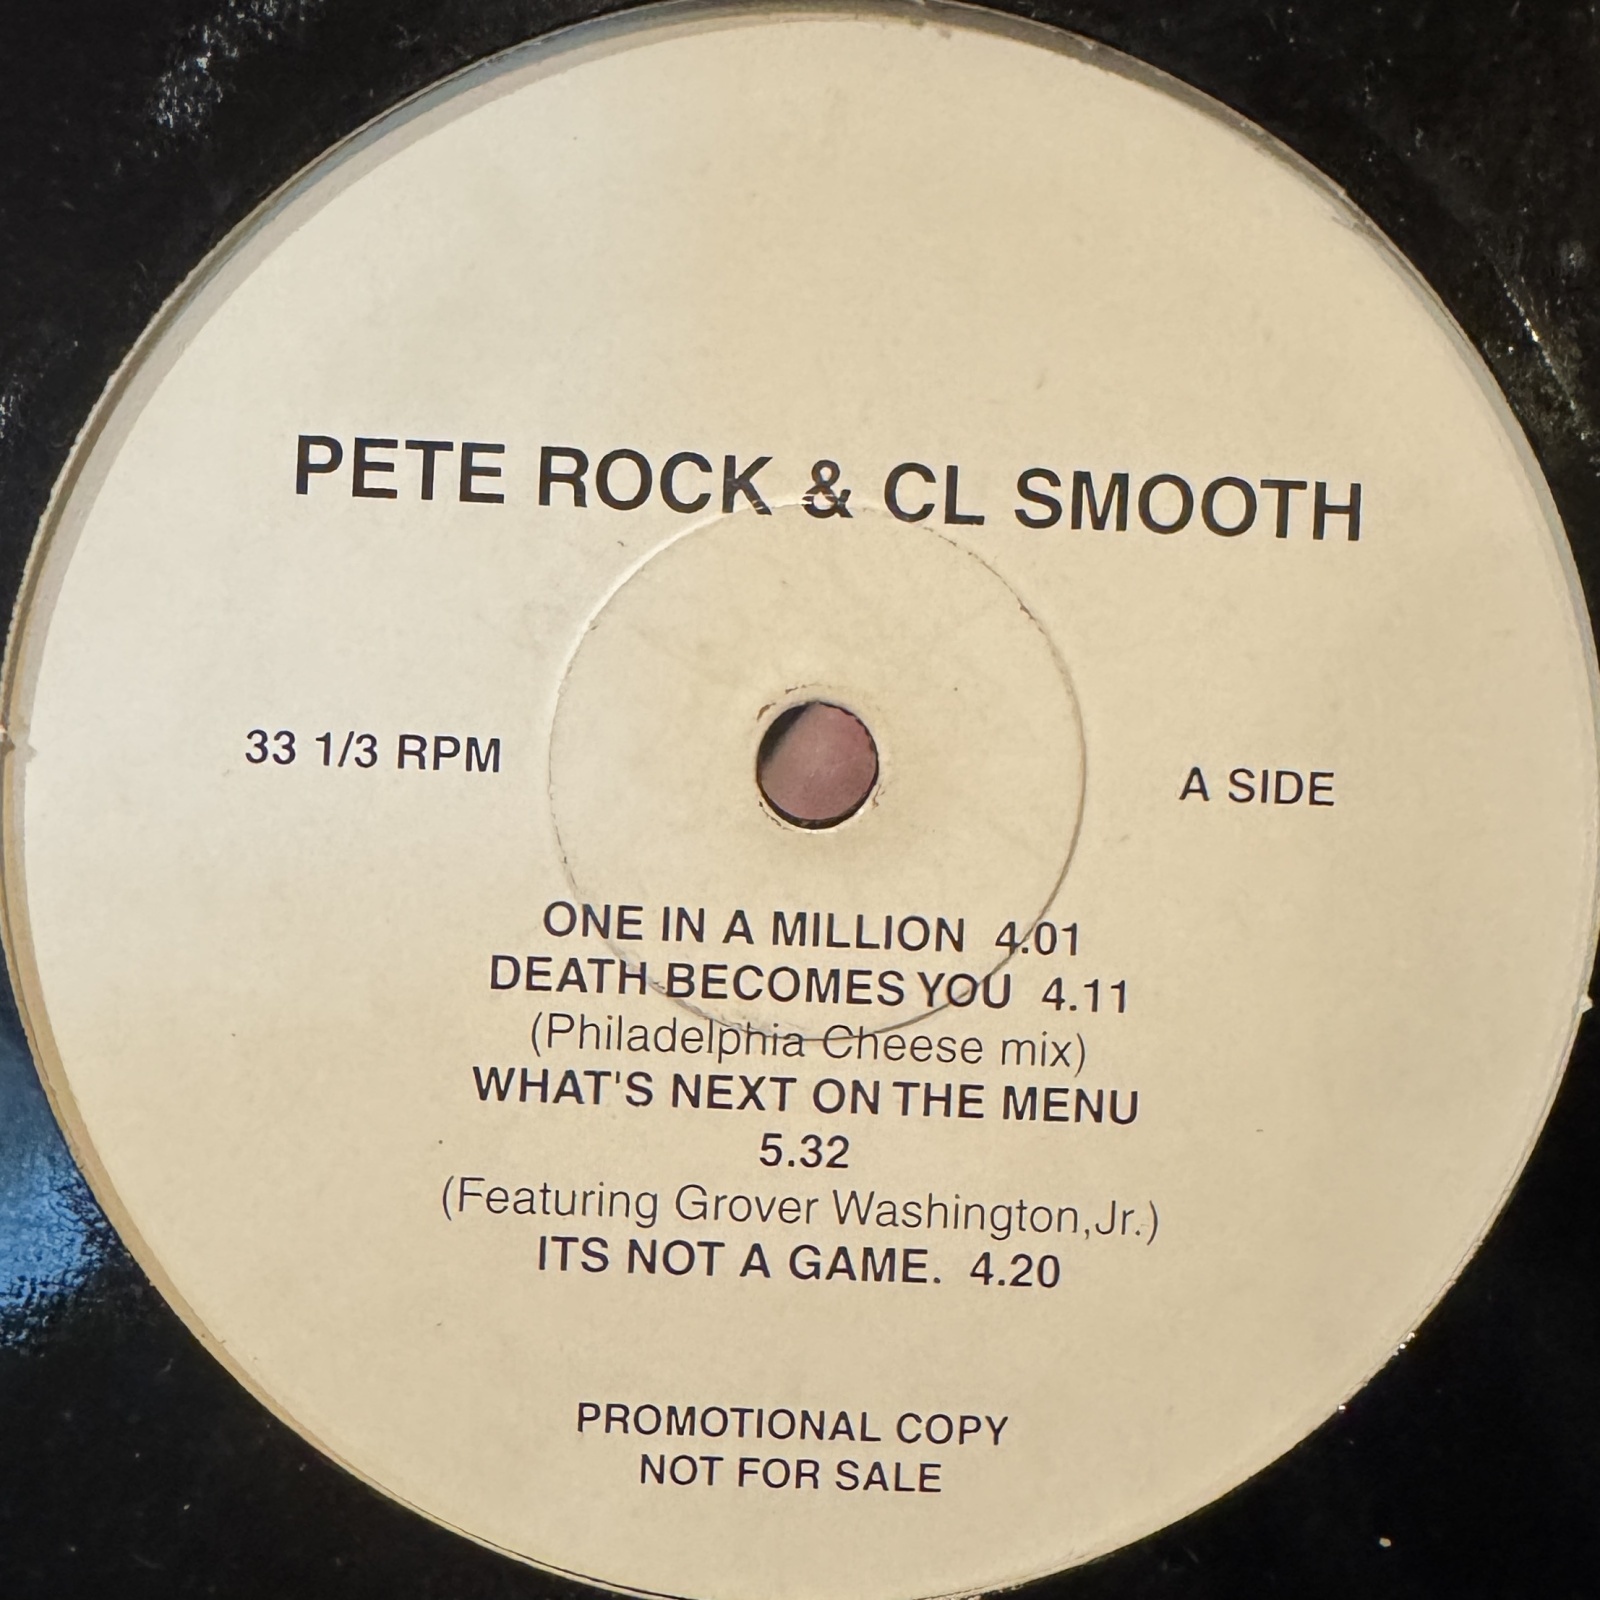 PETE ROCK & CL SMOOTH
33 1/3 RPM
A SIDE
ONE IN A MILLION 4.01
DEATH BECOMES YOU 4.11
(Philadelphia Cheese mix)
WHAT'S NEXT ON THE MENU
5.32
(Featuring Grover Washington,Jr.)
ITS NOT A GAME. 4.20
PROMOTIONAL COPY
NOT FOR SALE